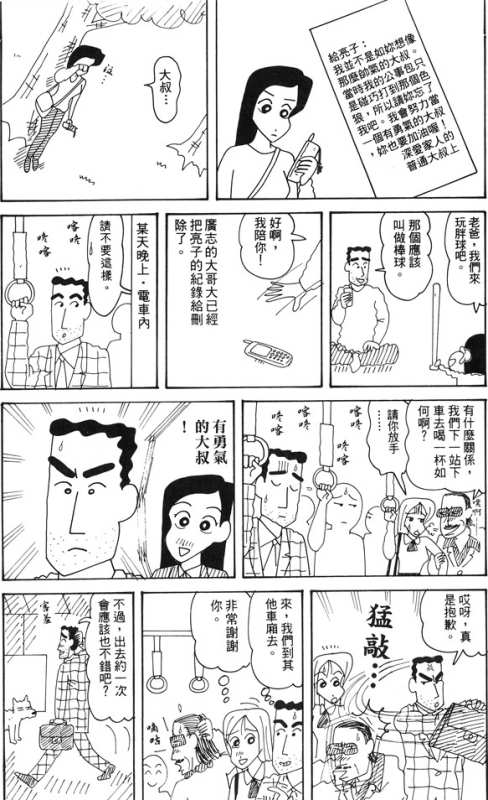 給亮子：
我並不是如妳想像
那麼帥氣的大叔。
當時我的公事包只
是碰巧打到那個色
狼，所以請妳忘了
我吧。我會努力當
一個有勇氣的大叔
，妳也要加油喔！
深愛家人的
普通大叔上
大叔…
老爸，我們來
玩胖球吧。
那個應該
叫做棒球。
好啊，
我陪你！
廣志的大哥大已經
把亮子的紀錄給刪
除了。
某天晚上．電車內
喀咚
喀咚
請不要這樣。
有什麼關係，
我們下一站下
車去喝一杯如
何啊？
請你放手
……
喀咚
喀咚
有勇氣
的大叔
！
哎呀，真
是抱歉。
猛敲…
來，我們到其
他車廂去。
非常謝謝
你。
不過，出去約一次
會應該也不錯吧？